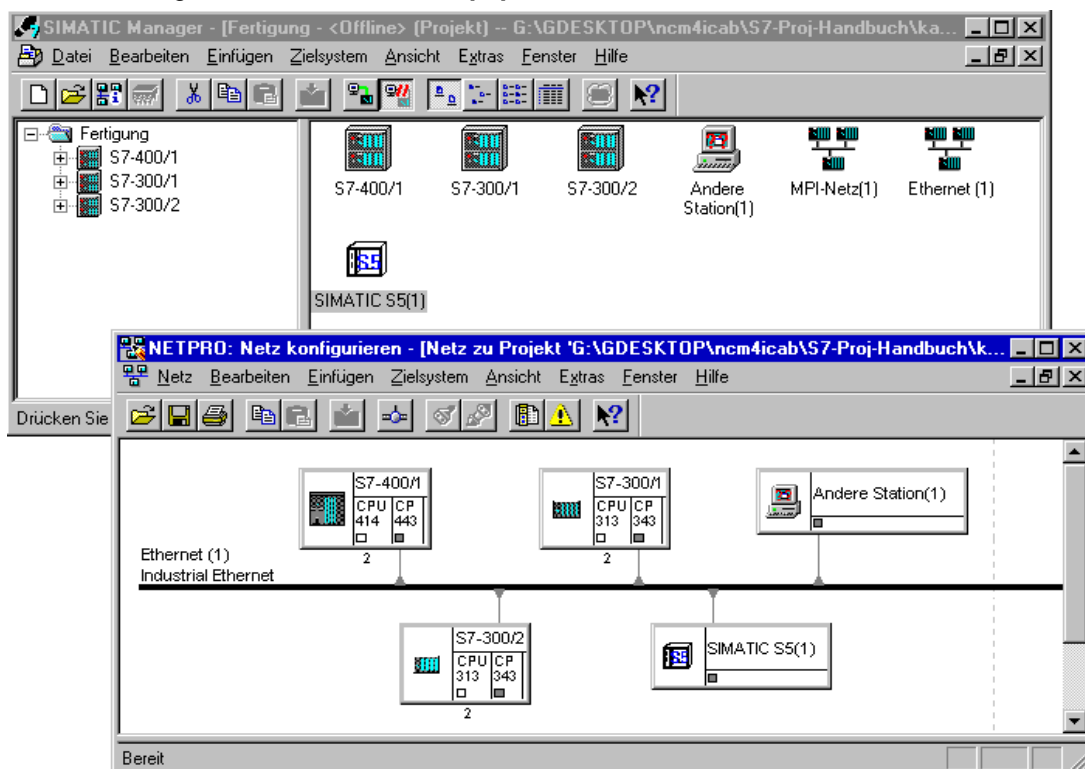 SIMATIC Manager - [Fertigung - <Offline> (Projekt) -- G:\GDESKTOP\ncm4icab\S7-Proj-Handbuch\ka...
Datei Bearbeiten Einfügen Zielsystem Ansicht Extras Fenster Hilfe
Fertigung
S7-400/1
S7-300/1
S7-300/2
S7-400/1
S7-300/1
S7-300/2
Andere
Station(1)
MPI-Netz(1)
Ethernet (1)
S5
SIMATIC S5(1)
Drücken Sie
NETPRO: Netz konfigurieren - [Netz zu Projekt 'G:\GDESKTOP\ncm4icab\S7-Proj-Handbuch\k...
Netz Bearbeiten Einfügen Zielsystem Ansicht Extras Fenster Hilfe
S7-400/1
CPU CP
414 443
2
S7-300/1
CPU CP
313 343
2
Andere Station(1)
Ethernet (1)
Industrial Ethernet
S7-300/2
CPU CP
313 343
2
S5
SIMATIC S5(1)
Bereit